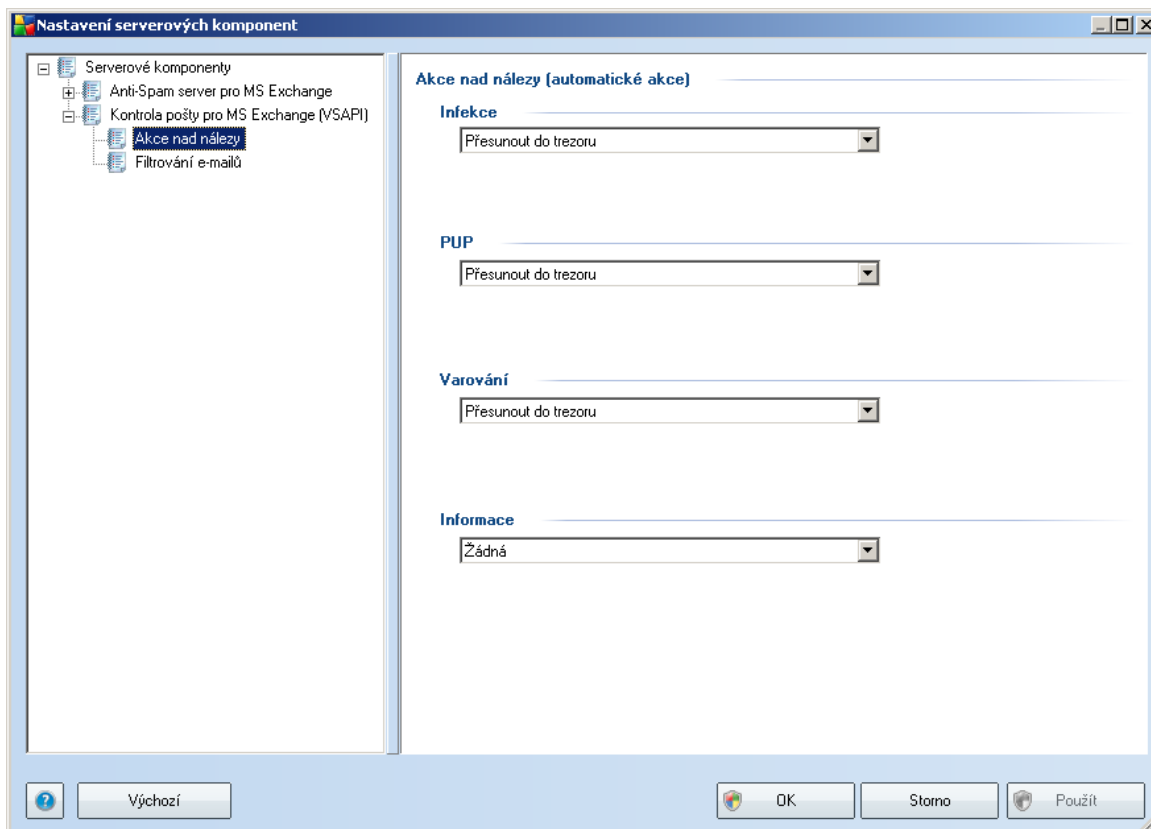 Nastavení serverových komponent
Serverové komponenty
Anti-Spam server pro MS Exchange
Kontrola pošty pro MS Exchange (VSAPI)
Akce nad nálezy
Filtrování e-mailů
Akce nad nálezy (automatické akce)
Infekce
Přesunout do trezoru
PUP
Přesunout do trezoru
Varování
Přesunout do trezoru
Informace
Žádná
Výchozí
OK
Storno
Použít